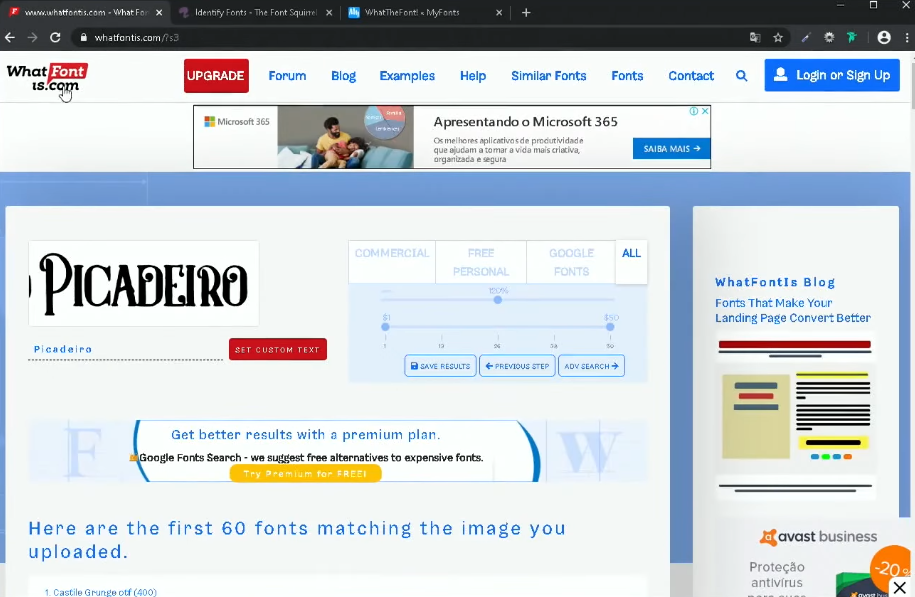 www.whatfontis.com - What Fon
Identify Fonts - The Font Squirrel
WhatTheFont! « MyFonts
whatfontis.com/?s3
What Font
is.com
UPGRADE
Forum
Blog
Examples
Help
Similar Fonts
Fonts
Contact
Login or Sign Up
Microsoft 365
Apresentando o Microsoft 365
Os melhores aplicativos de produtividade
que ajudam a tornar a vida mais criativa,
organizada e segura
SAIBA MAIS
PICADEIRO
Picadeiro
SET CUSTOM TEXT
COMMERCIAL
FREE
PERSONAL
GOOGLE
FONTS
ALL
120%
$1
$50
SAVE RESULTS
PREVIOUS STEP
ADV SEARCH
F
W
Get better results with a premium plan.
Google Fonts Search - we suggest free alternatives to expensive fonts.
Try Premium for FREE!
Here are the first 60 fonts matching the image you
uploaded.
1. Castile Grunge otf (400)
WhatFontIs Blog
Fonts That Make Your
Landing Page Convert Better
avast business
Proteção
antivírus
-20%